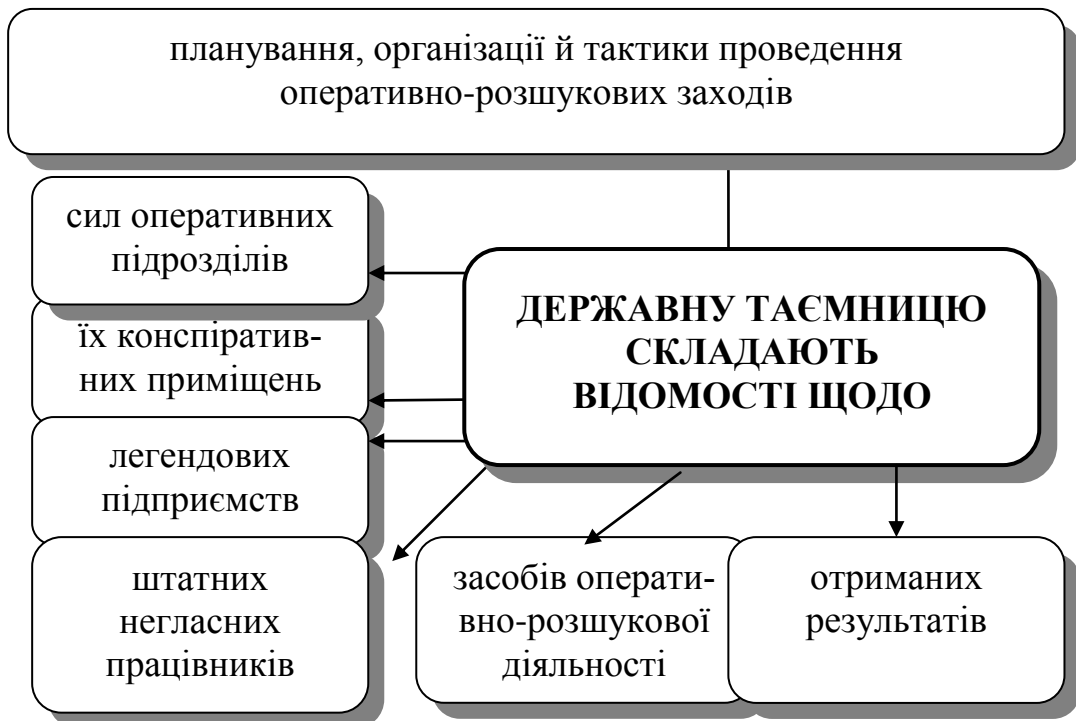 планування, організації й тактики проведення
оперативно-розшукових заходів
сил оперативних
підрозділів
ДЕРЖАВНУ ТАЄМНИЦЮ
СКЛАДАЮТЬ
ВІДОМОСТІ ЩОДО
їх конспіратив-
них приміщень
легендових
підприємств
штатних
негласних
працівників
засобів операти-
вно-розшукової
діяльності
отриманих
результатів